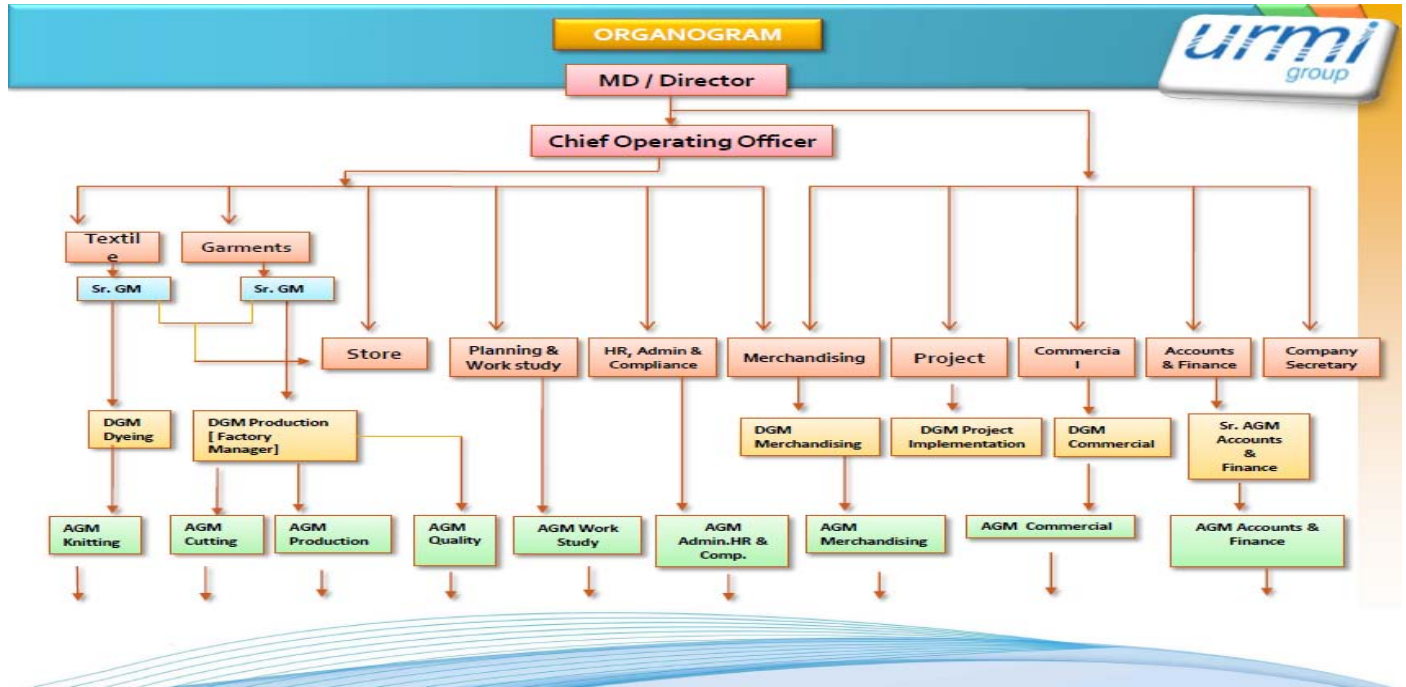 ORGANOGRAM
urmi
group
MD / Director
Chief Operating Officer
Textil
e
Garments
Sr. GM
Sr. GM
Store
Planning &
Work study
HR, Admin &
Compliance
Merchandising
Project
Commercia
l
Accounts
& Finance
Company
Secretary
DGM
Dyeing
DGM Production
[ Factory
Manager]
DGM
Merchandising
DGM Project
Implementation
DGM
Commercial
Sr. AGM
Accounts
&
Finance
AGM
Knitting
AGM
Cutting
AGM
Production
AGM
Quality
AGM Work
Study
AGM
Admin.HR &
Comp.
AGM
Merchandising
AGM Commercial
AGM Accounts &
Finance